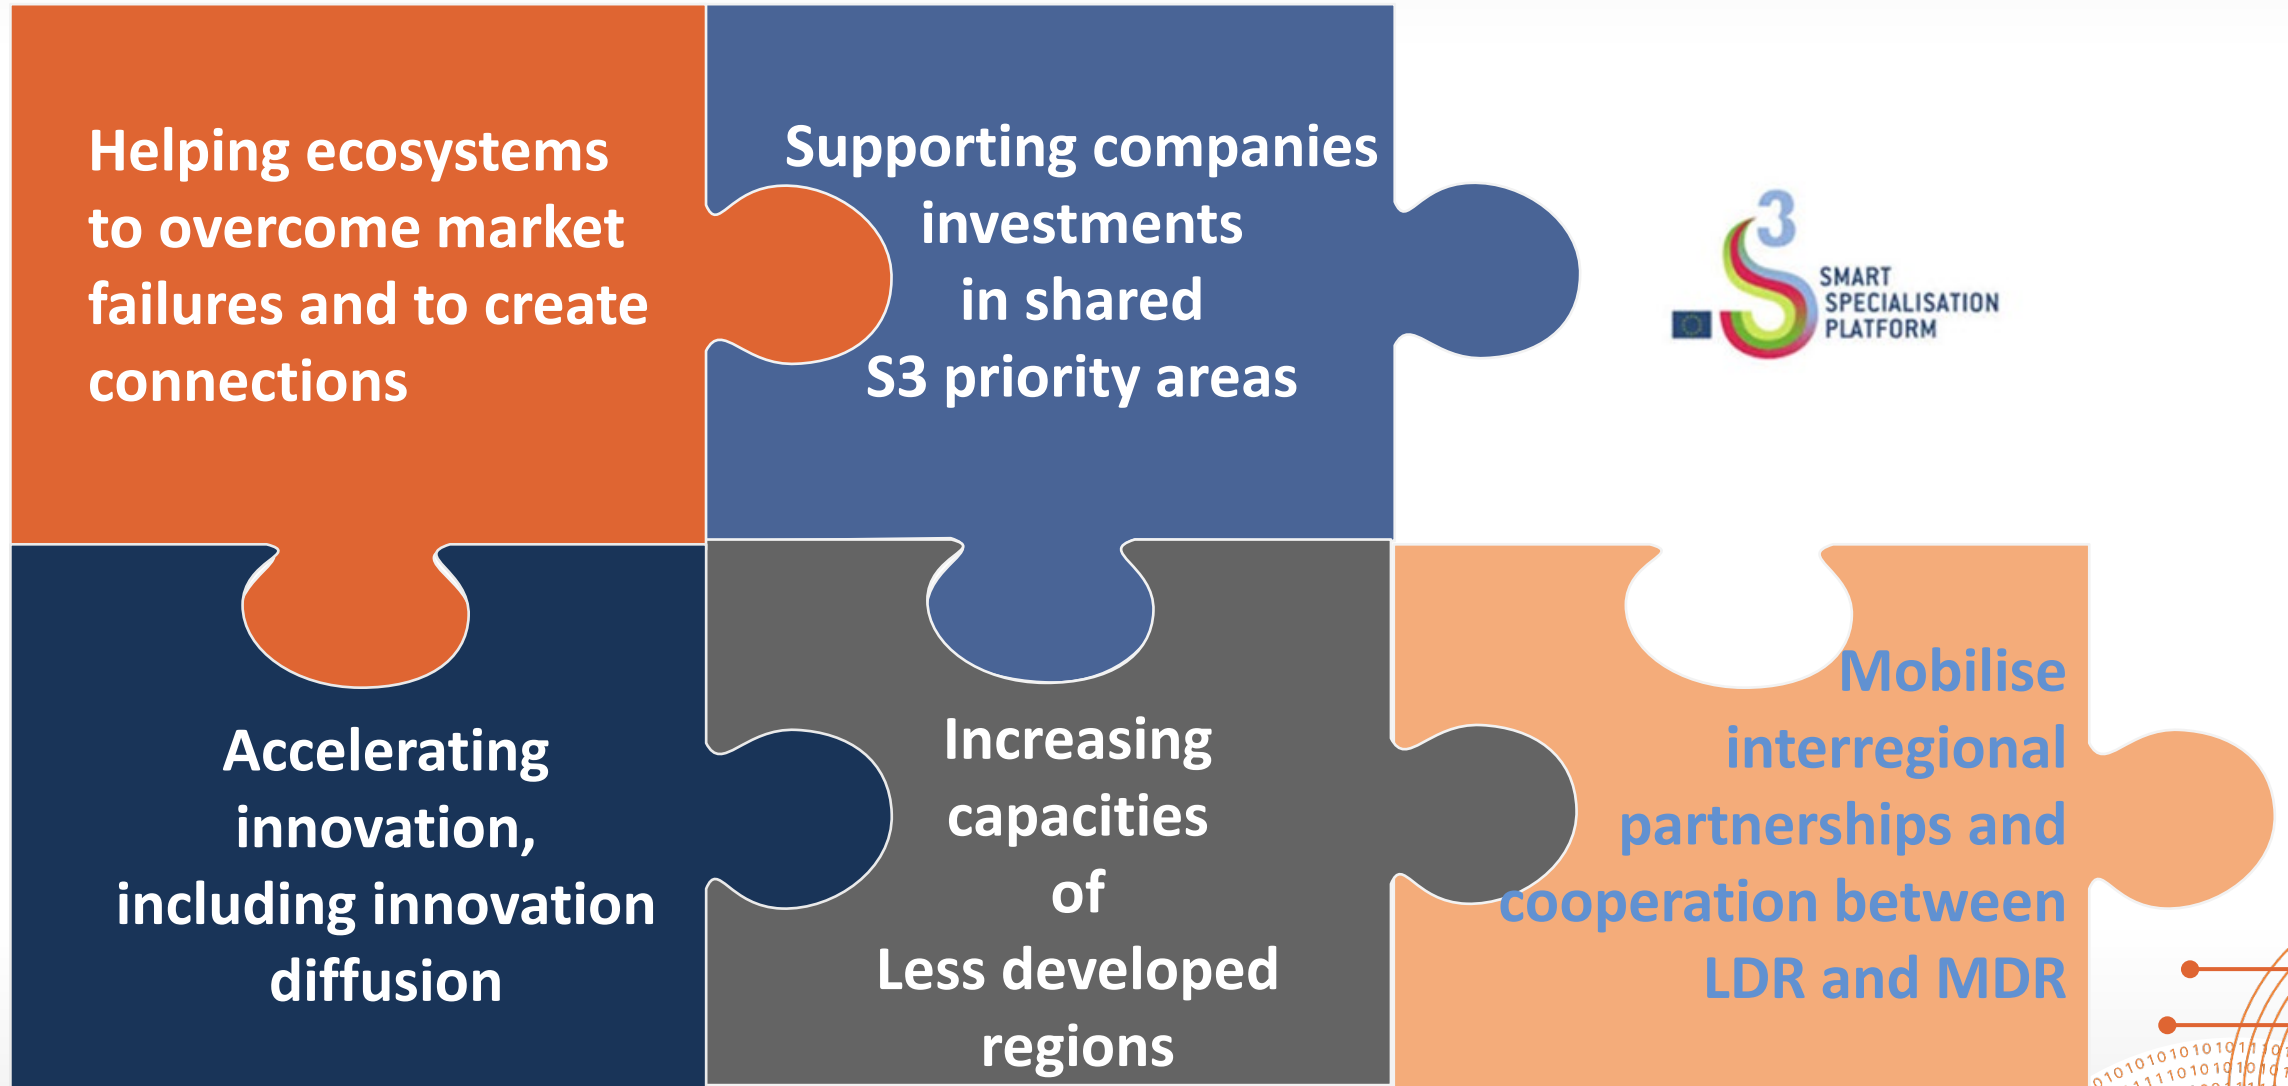 Helping ecosystems
to overcome market
failures and to create
connections
Supporting companies
investments
in shared
S3 priority areas
S3
SMART
SPECIALISATION
PLATFORM
Accelerating
innovation,
including innovation
diffusion
Increasing
capacities
of
Less developed
regions
Mobilise
interregional
partnerships and
cooperation between
LDR and MDR